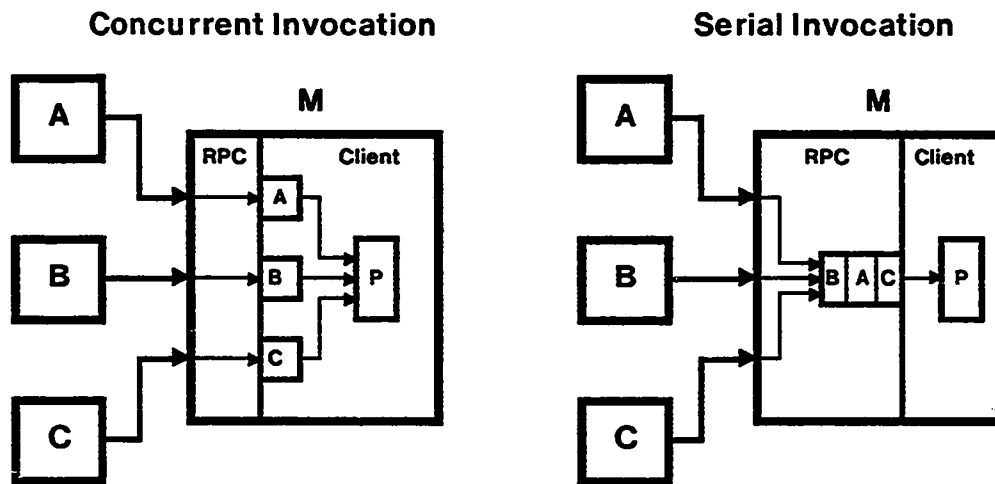 Concurrent Invocation
Serial Invocation
A
M
RPC
Client
A
B
B
P
C
C
A
M
RPC
Client
B
B A C
P
C